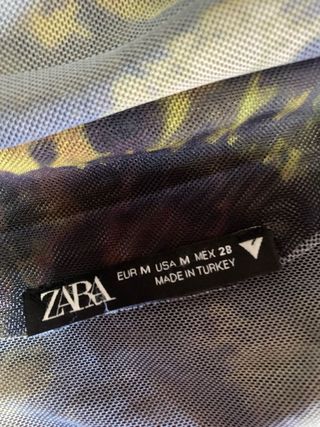 ZARA
EUR M USA M MEX 28
MADE IN TURKEY